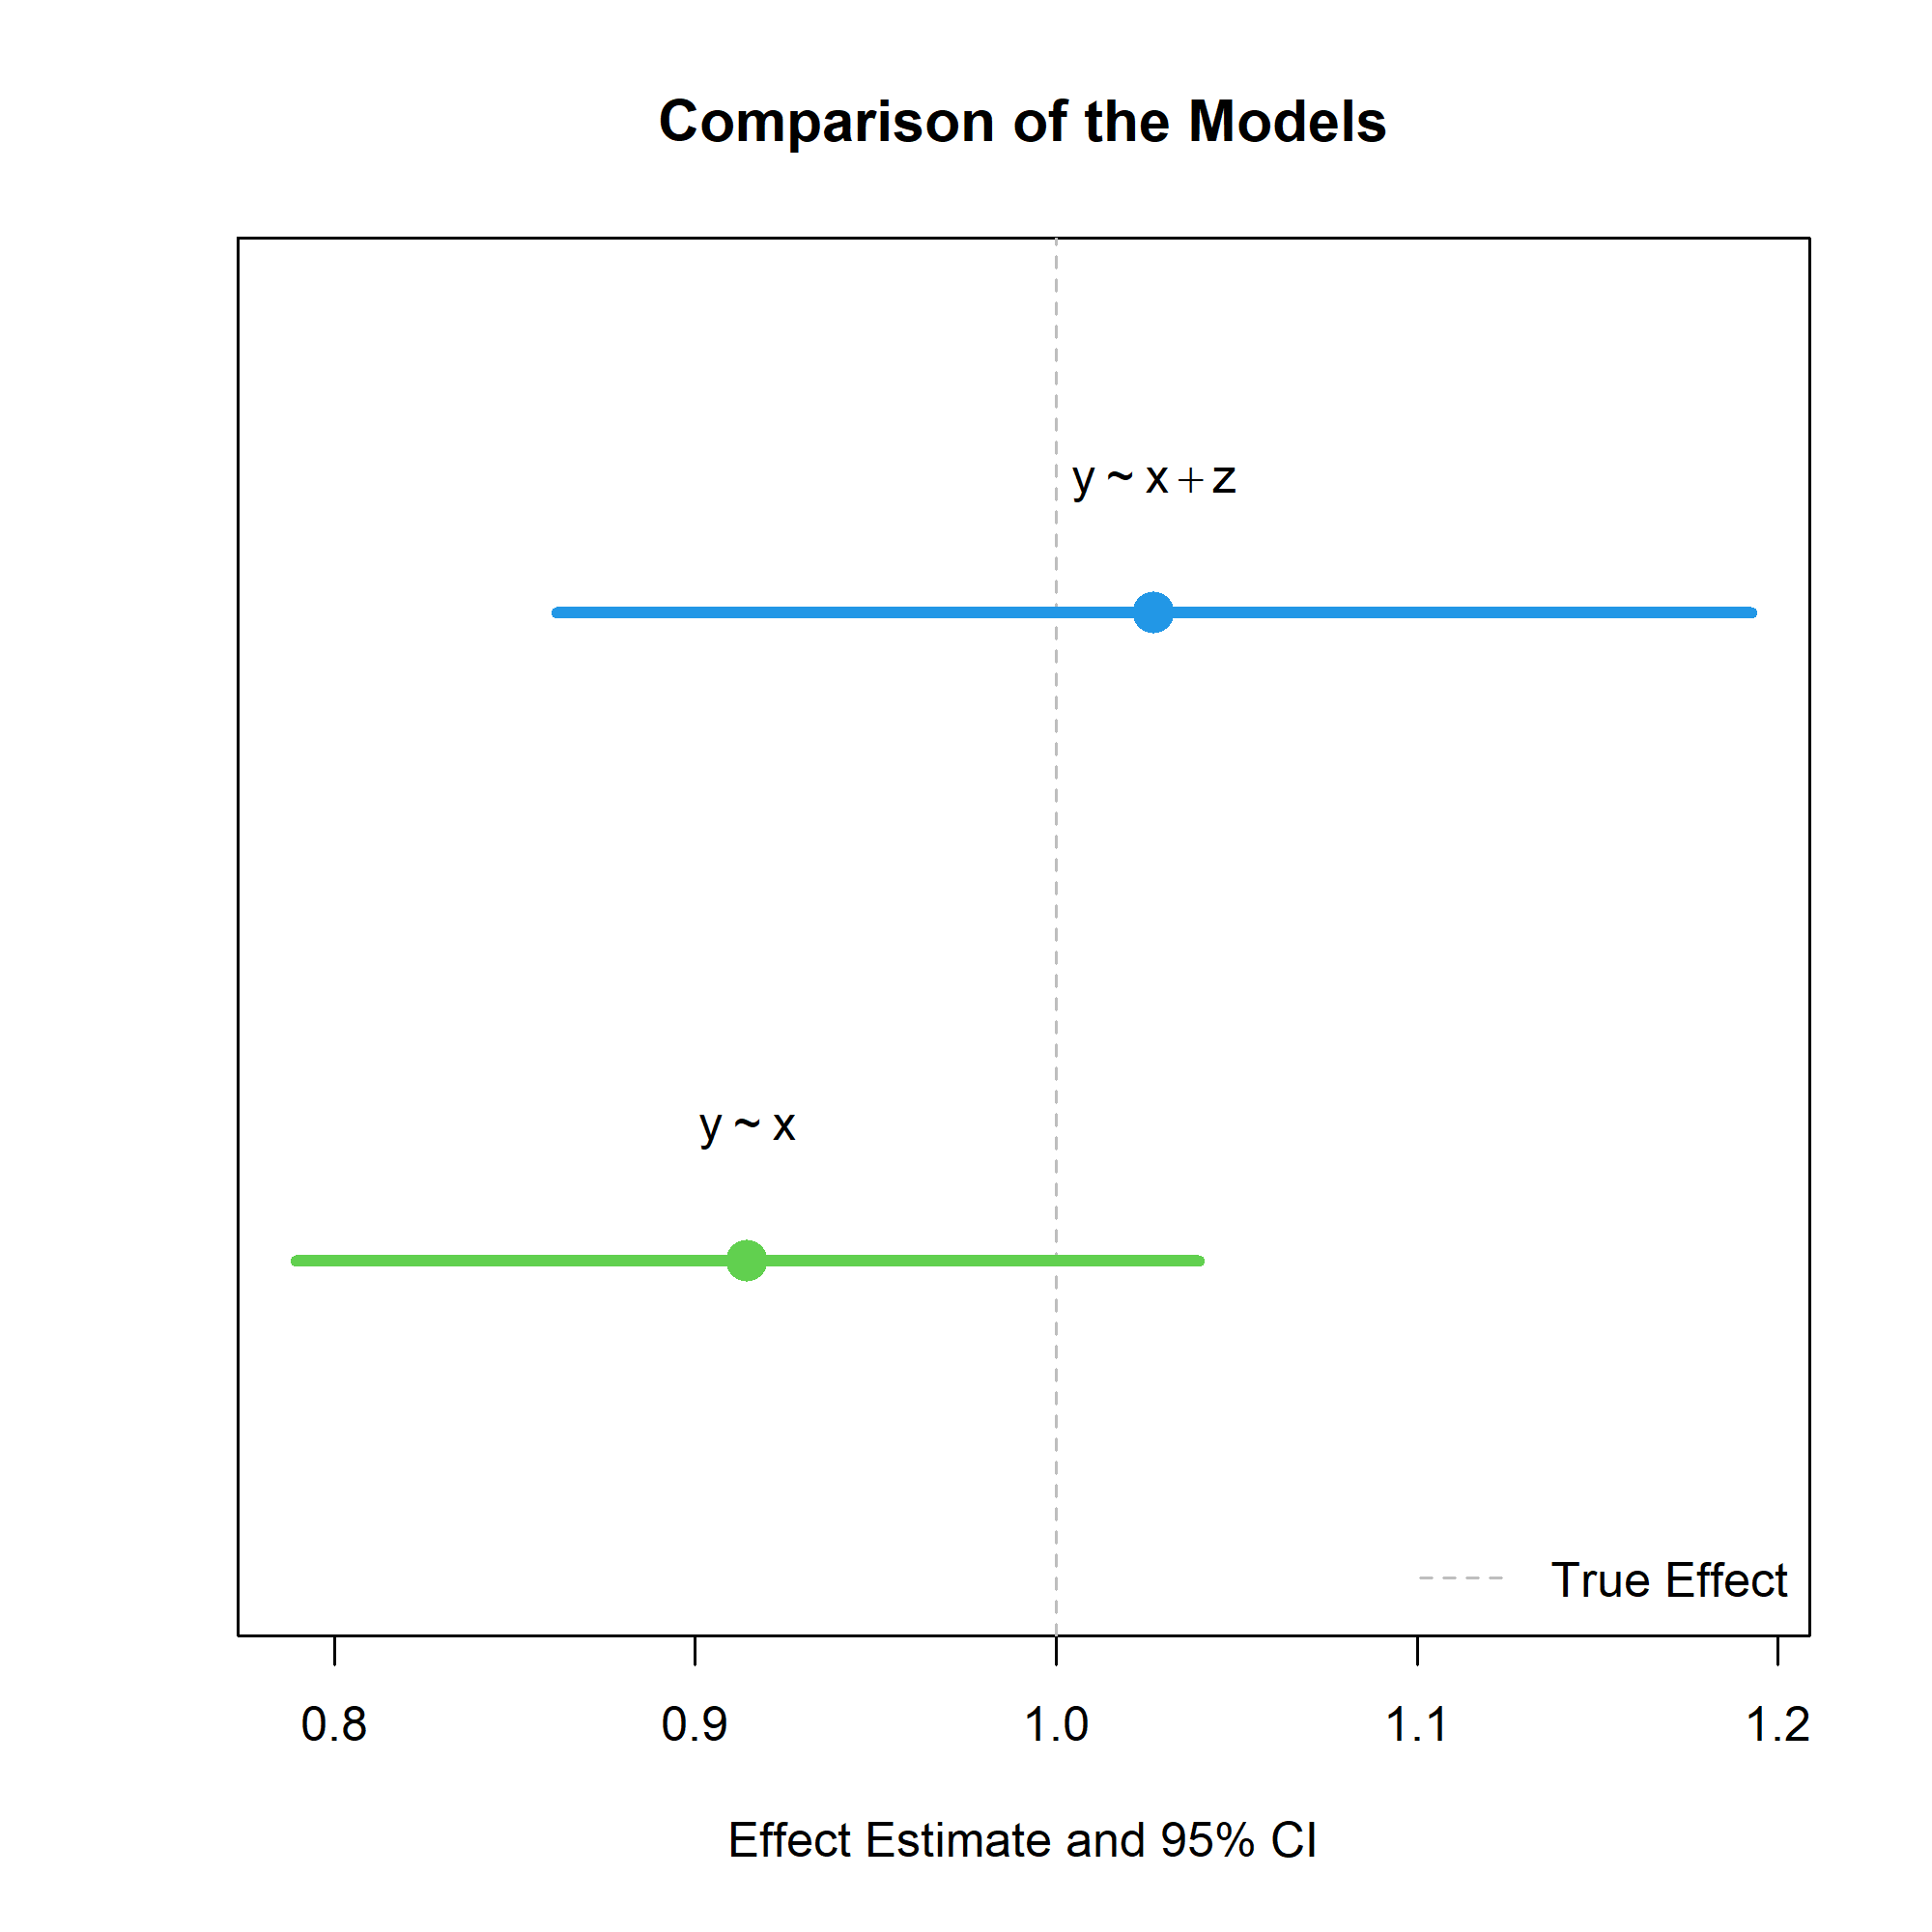 Comparison of the Models
y ~ x + z
y ~ x
True Effect
0.8 0.9 1.0 1.1 1.2
Effect Estimate and 95% CI